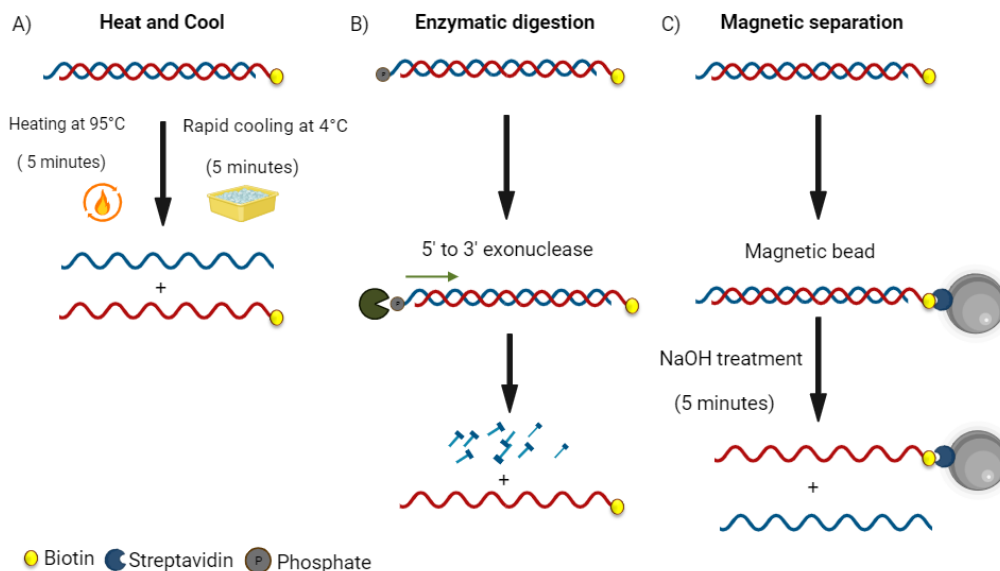 A)
Heat and Cool
Heating at 95°C
( 5 minutes)
Rapid cooling at 4°C
(5 minutes)
+
B)
Enzymatic digestion
P
5' to 3' exonuclease
P
+
C)
Magnetic separation
Magnetic bead
NaOH treatment
(5 minutes)
+
Biotin
Streptavidin
P
Phosphate